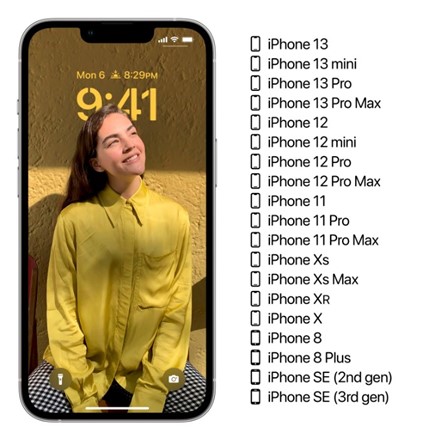 Mon 6 8:29PM
9:41
iPhone 13
iPhone 13 mini
iPhone 13 Pro
iPhone 13 Pro Max
iPhone 12
iPhone 12 mini
iPhone 12 Pro
iPhone 12 Pro Max
iPhone 11
iPhone 11 Pro
iPhone 11 Pro Max
iPhone Xs
iPhone Xs Max
iPhone XR
iPhone X
iPhone 8
iPhone 8 Plus
iPhone SE (2nd gen)
iPhone SE (3rd gen)